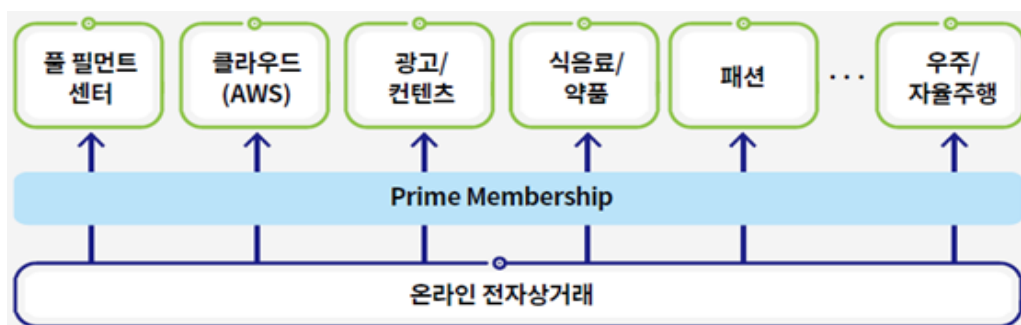 풀 필먼트
센터
클라우드
(AWS)
광고/
컨텐츠
식음료/
약품
패션
···
우주/
자율주행
Prime Membership
온라인 전자상거래